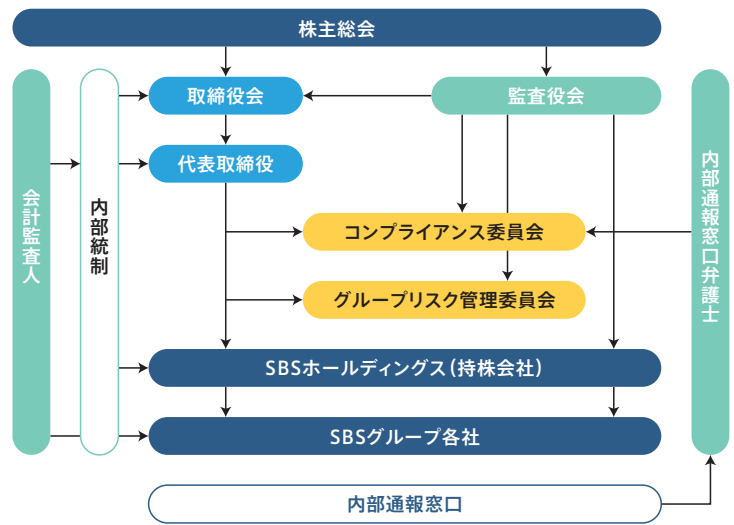 株主総会
取締役会
監査役会
代表取締役
会計監査人
内部統制
内部通報窓口弁護士
コンプライアンス委員会
グループリスク管理委員会
SBSホールディングス(持株会社)
SBSグループ各社
内部通報窓口